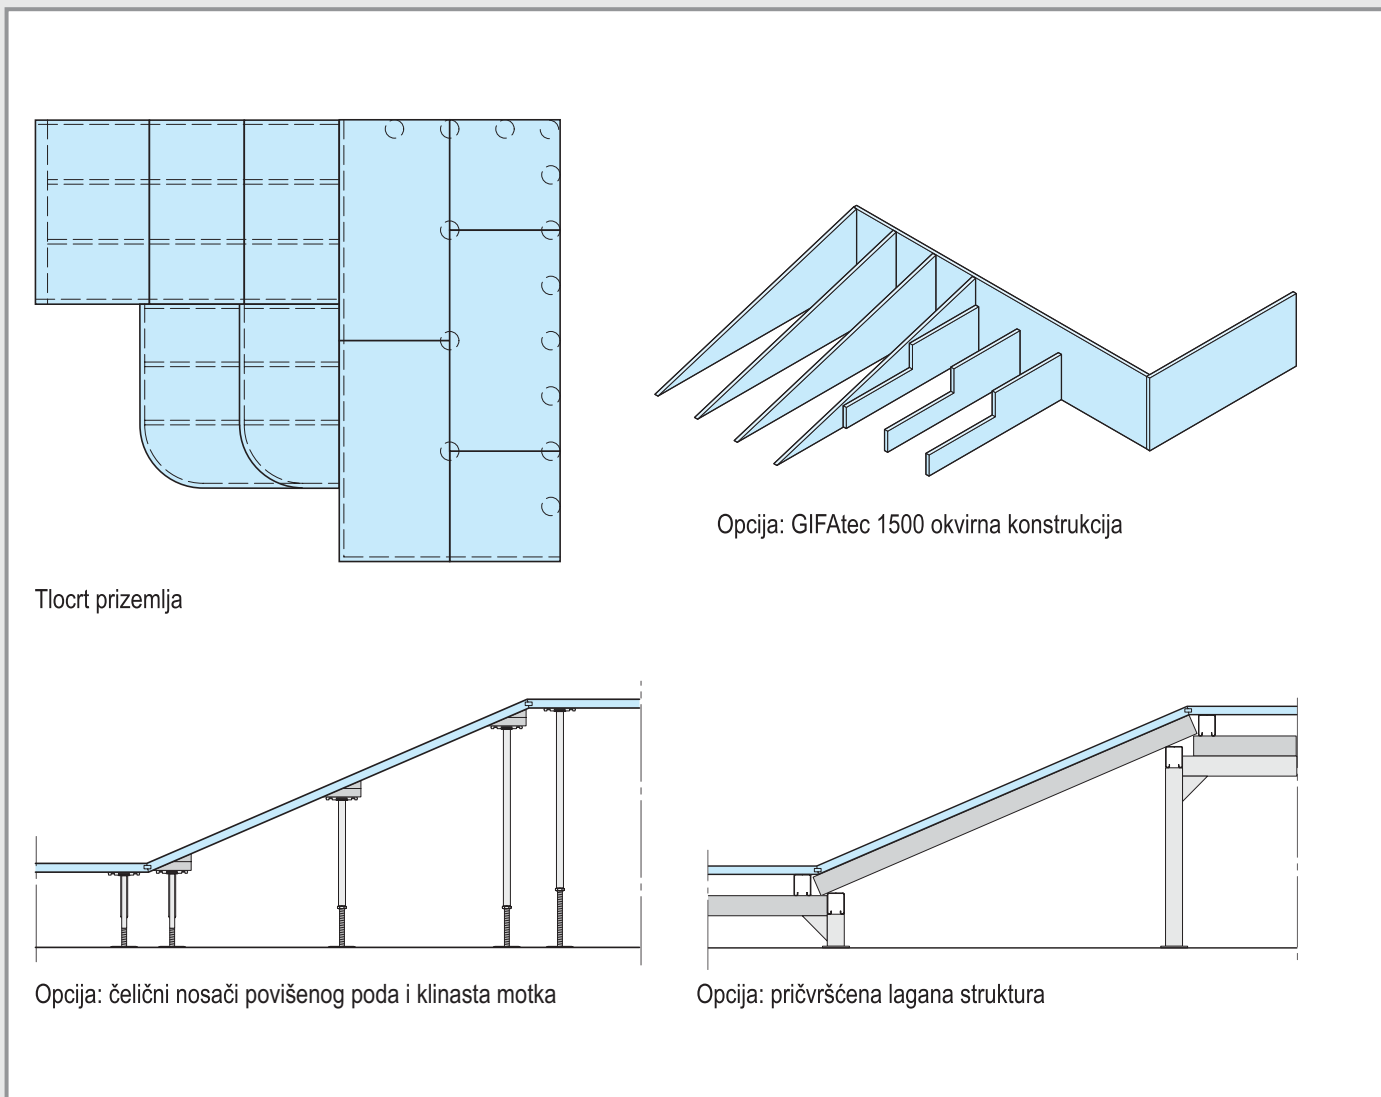 Opcija: GIFAtec 1500 okvirna konstrukcija
Tlocrt prizemlja
Opcija: čelični nosači povišenog poda i klinasta motka
Opcija: pričvršćena lagana struktura